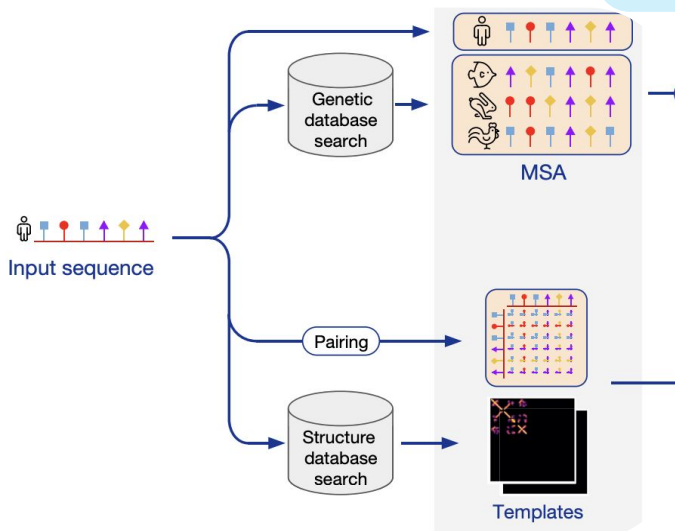 Genetic
database
search
MSA
Input sequence
Pairing
Structure
database
search
Templates